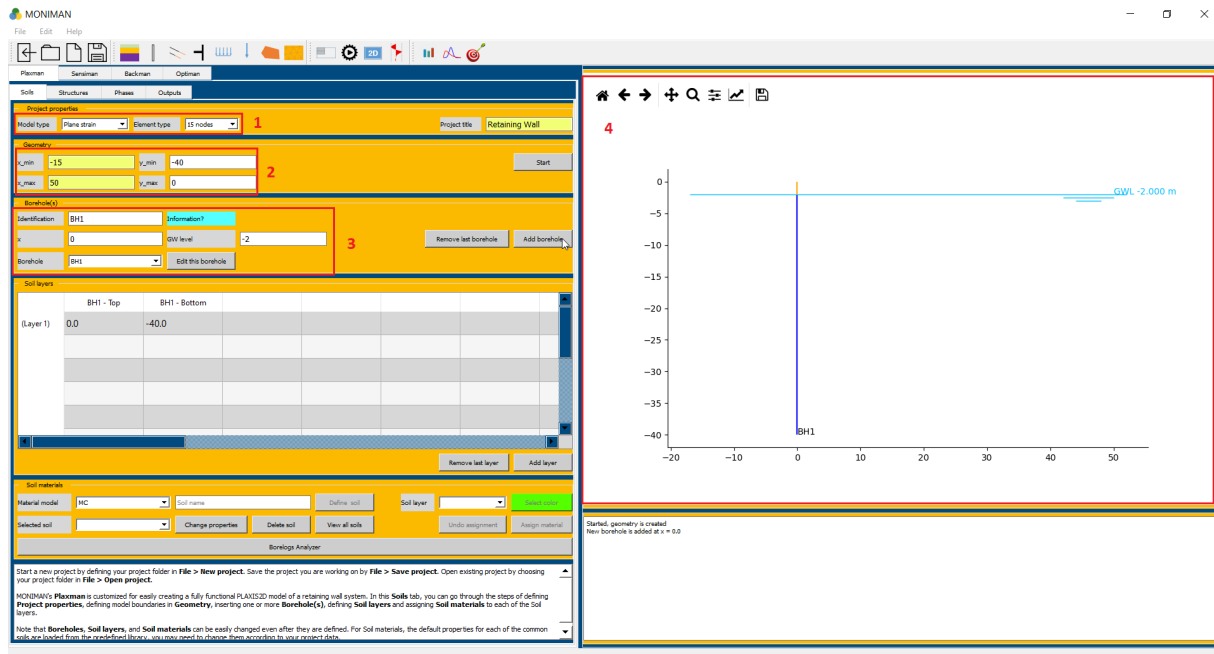 MONIMAN
File Edit Help
2D
Plaxman Sensiman Backman Optiman
Soils Structures Phases Outputs
Project properties
Model type Plane strain Element type 15 nodes 1 Project title Retaining Wall
Geometry
x_min -15 y_min -40 Start
2
x_max 50 y_max 0
Borehole(s)
Identification BH1 Information?
x 0 GW level -2 3 Remove last borehole Add borehole
Borehole BH1 Edit this borehole
Soil layers
BH1 - Top BH1 - Bottom
(Layer 1) 0.0 -40.0
Remove last layer Add layer
Soil materials
Material model MC Soil name Define soil Soil layer Select color
Selected soil Change properties Delete soil View all soils Undo assignment Assign material
Borelogs Analyzer
Start a new project by defining your project folder in File > New project. Save the project you are working on by File > Save project. Open existing project by choosing
your project folder in File > Open project.
MONIMAN's Plaxman is customized for easily creating a fully functional PLAXIS2D model of a retaining wall system. In this Soils tab, you can go through the steps of defining
Project properties, defining model boundaries in Geometry, inserting one or more Borehole(s), defining Soil layers and assigning Soil materials to each of the Soil
layers.
Note that Boreholes, Soil layers, and Soil materials can be easily changed even after they are defined. For Soil materials, the default properties for each of the common
soils are loaded from the predefined library, you may need to change them according to your project data.
4
0
GWL -2.000 m
−5
−10
−15
−20
−25
−30
−35
−40
BH1
−20 −10 0 10 20 30 40 50
Started, geometry is created
New borehole is added at x = 0.0